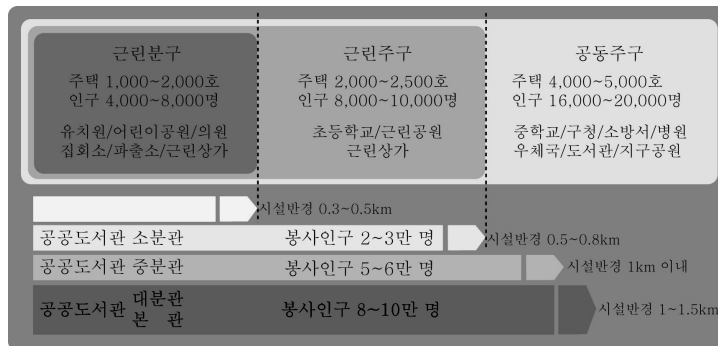 근린분구
주택 1,000~2,000호
인구 4,000~8,000명
유치원/어린이공원/의원
집회소/파출소/근린상가
근린주구
주택 2,000~2,500호
인구 8,000~10,000명
초등학교/근린공원
근린상가
공동주구
주택 4,000~5,000호
인구 16,000~20,000명
중학교/구청/소방서/병원
우체국/도서관/지구공원
시설반경 0.3~0.5km
공공도서관 소분관 봉사인구 2~3만 명 시설반경 0.5~0.8km
공공도서관 중분관 봉사인구 5~6만 명 시설반경 1km 이내
공공도서관 대분관 봉사인구 8~10만 명 시설반경 1~1.5km
본 관